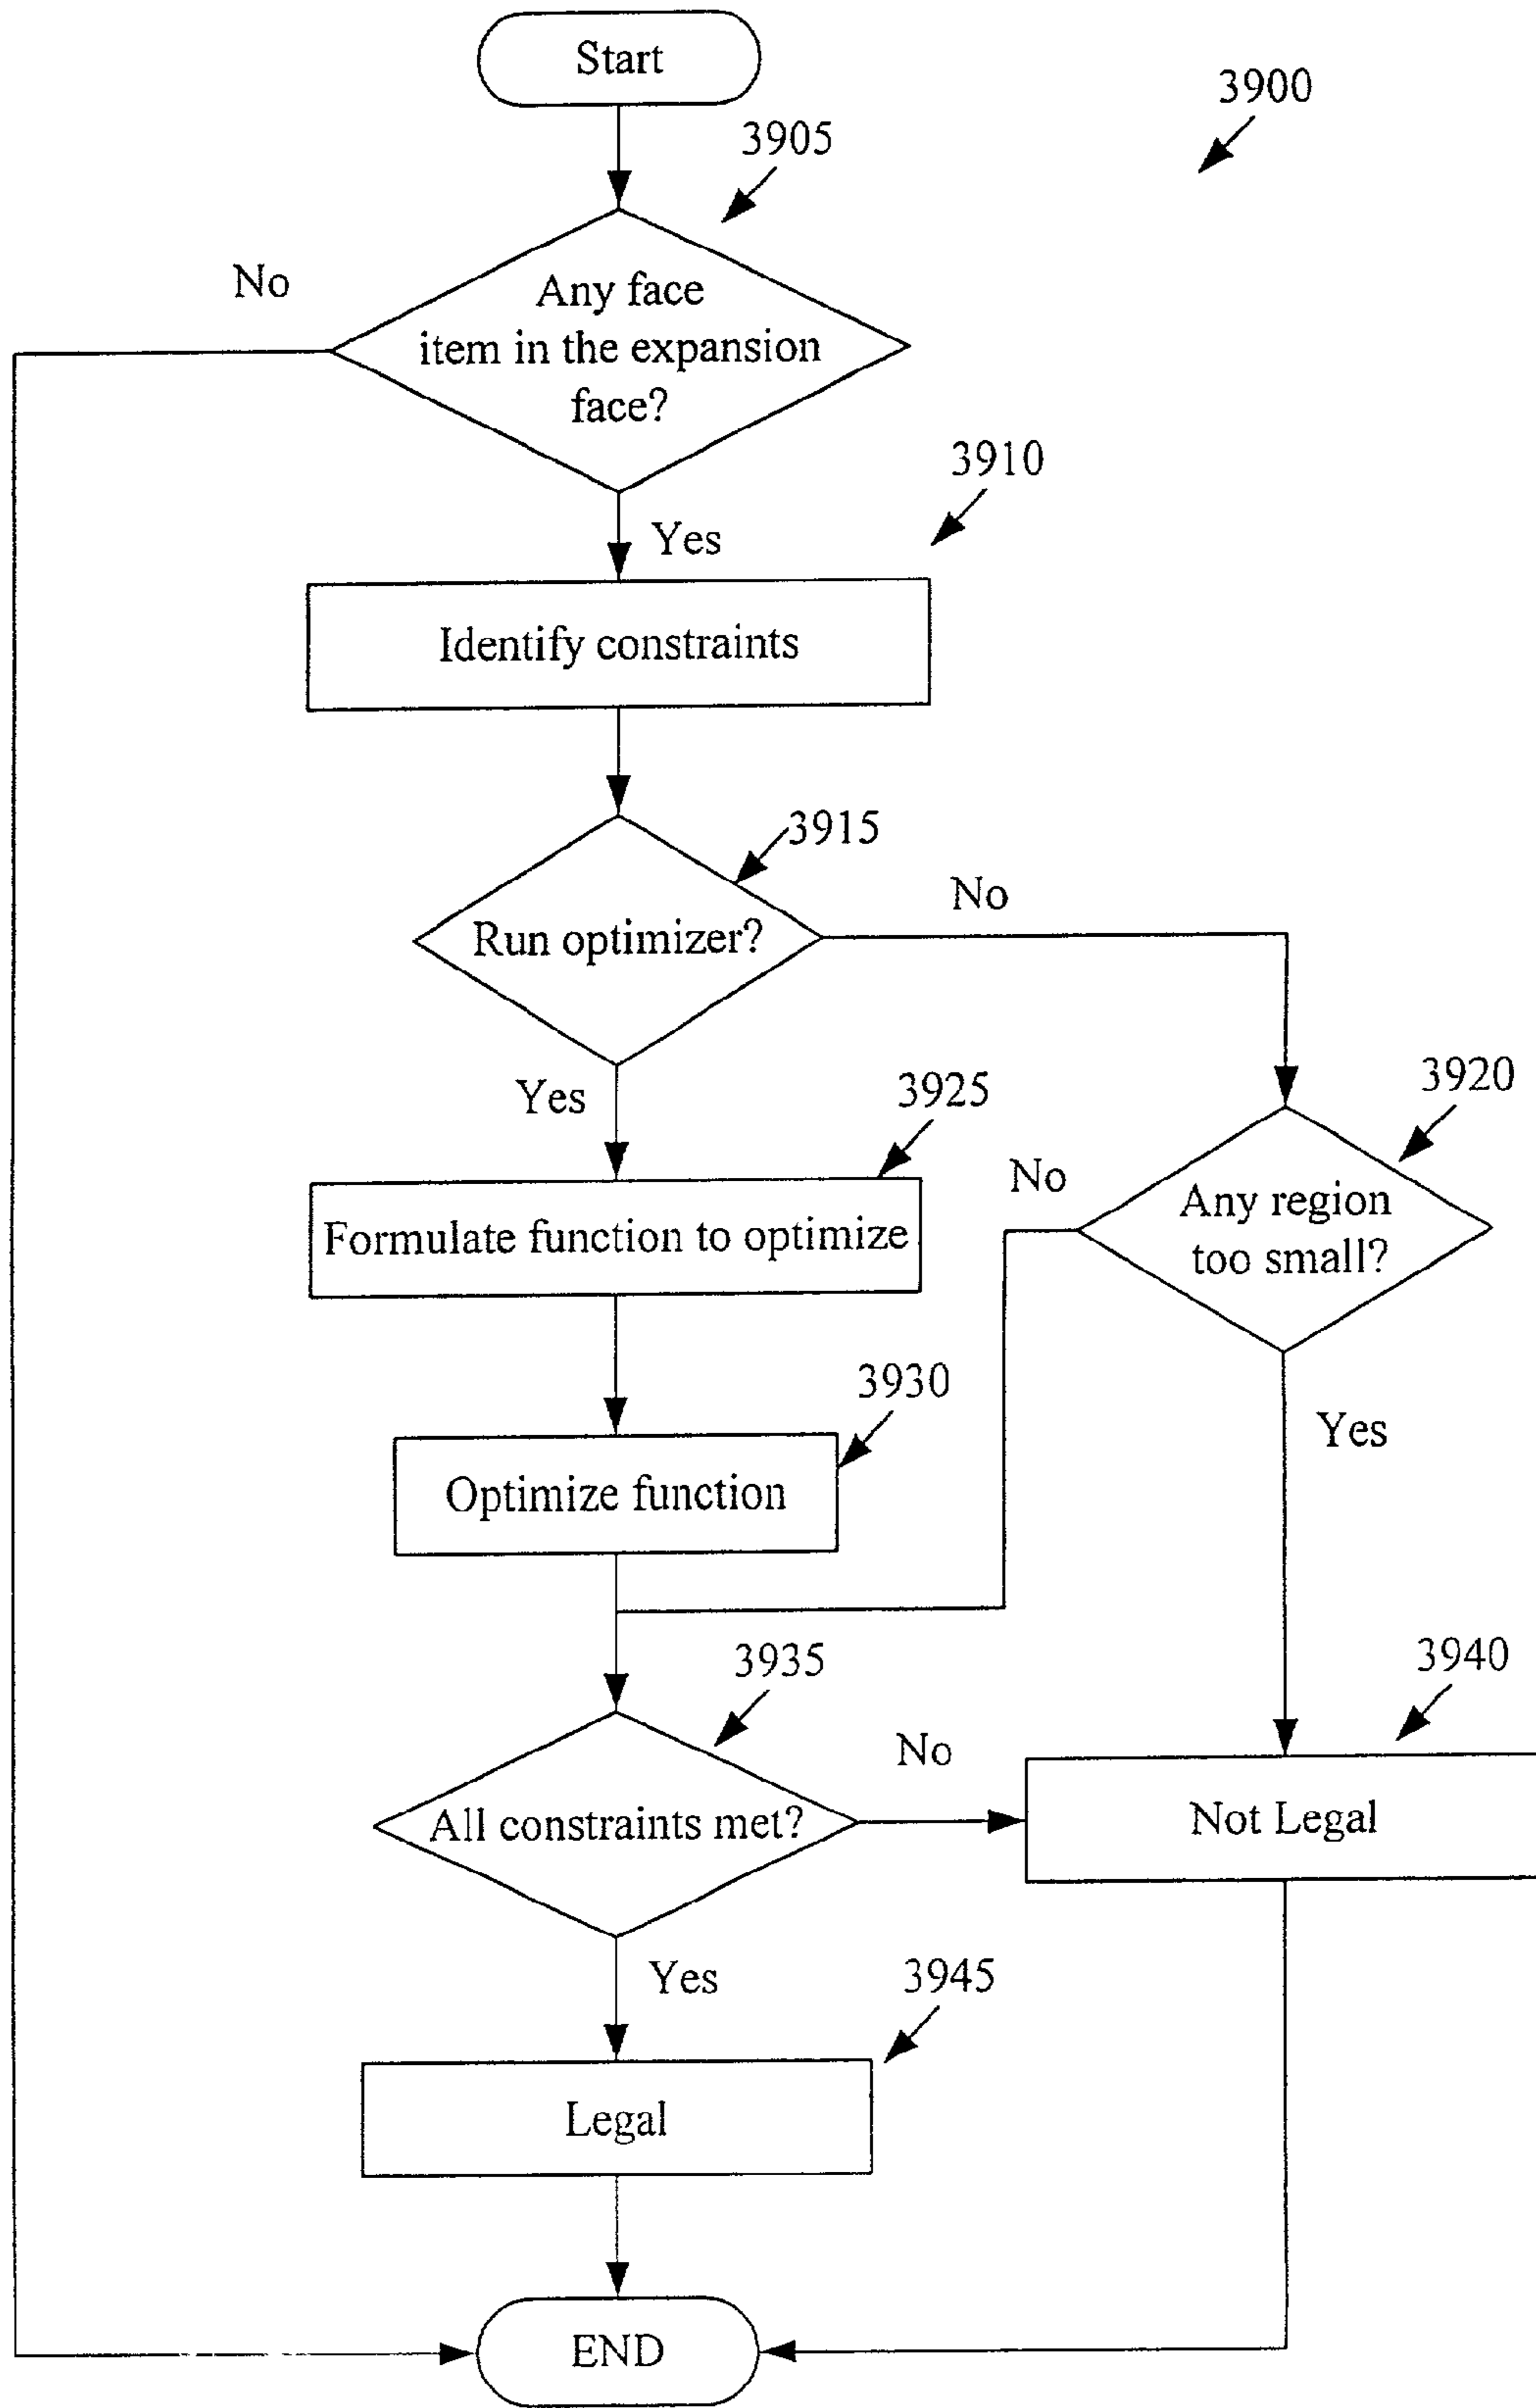 Start
3900
3905
No
Any face
item in the expansion
face?
3910
Yes
Identify constraints
3915
No
Run optimizer?
Yes
3925
3920
No
Any region
too small?
Formulate function to optimize
3930
Yes
Optimize function
3935
3940
No
All constraints met?
Not Legal
Yes
3945
Legal
END